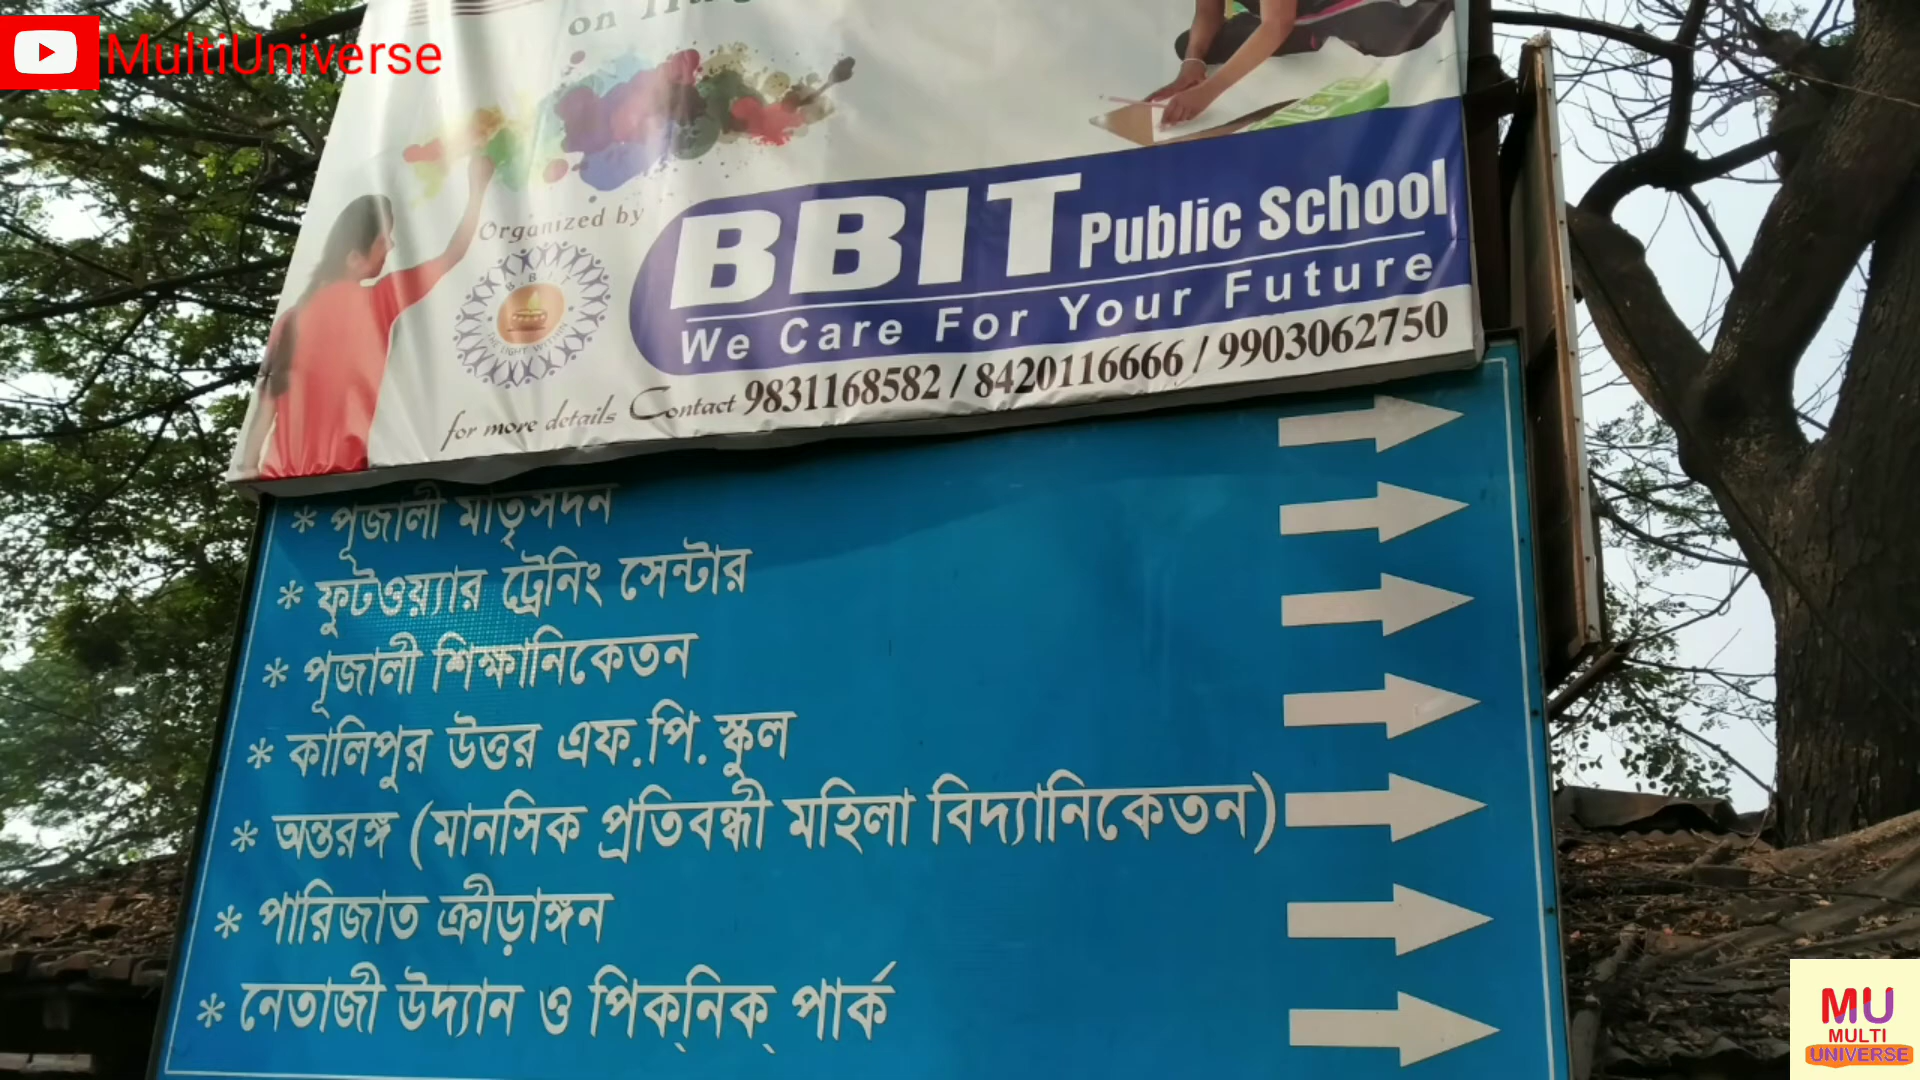 MultiUniverse
on
Organized by
BBIT Public School
We Care For Your Future
for more details Contact 9831168582 / 8420116666 / 9903062750
* পূজালী মাতৃসদন
* ফুটওয়্যার ট্রেনিং সেন্টার
* পূজালী শিক্ষানিকেতন
* কালিপুর উত্তর এফ.পি. স্কুল
* অন্তরঙ্গ (মানসিক প্রতিবন্ধী মহিলা বিদ্যানিকেতন)
* পারিজাত ক্রীড়াঙ্গন
* নেতাজী উদ্যান ও পিক্‌নিক্ পার্ক
MU
MULTI
UNIVERSE